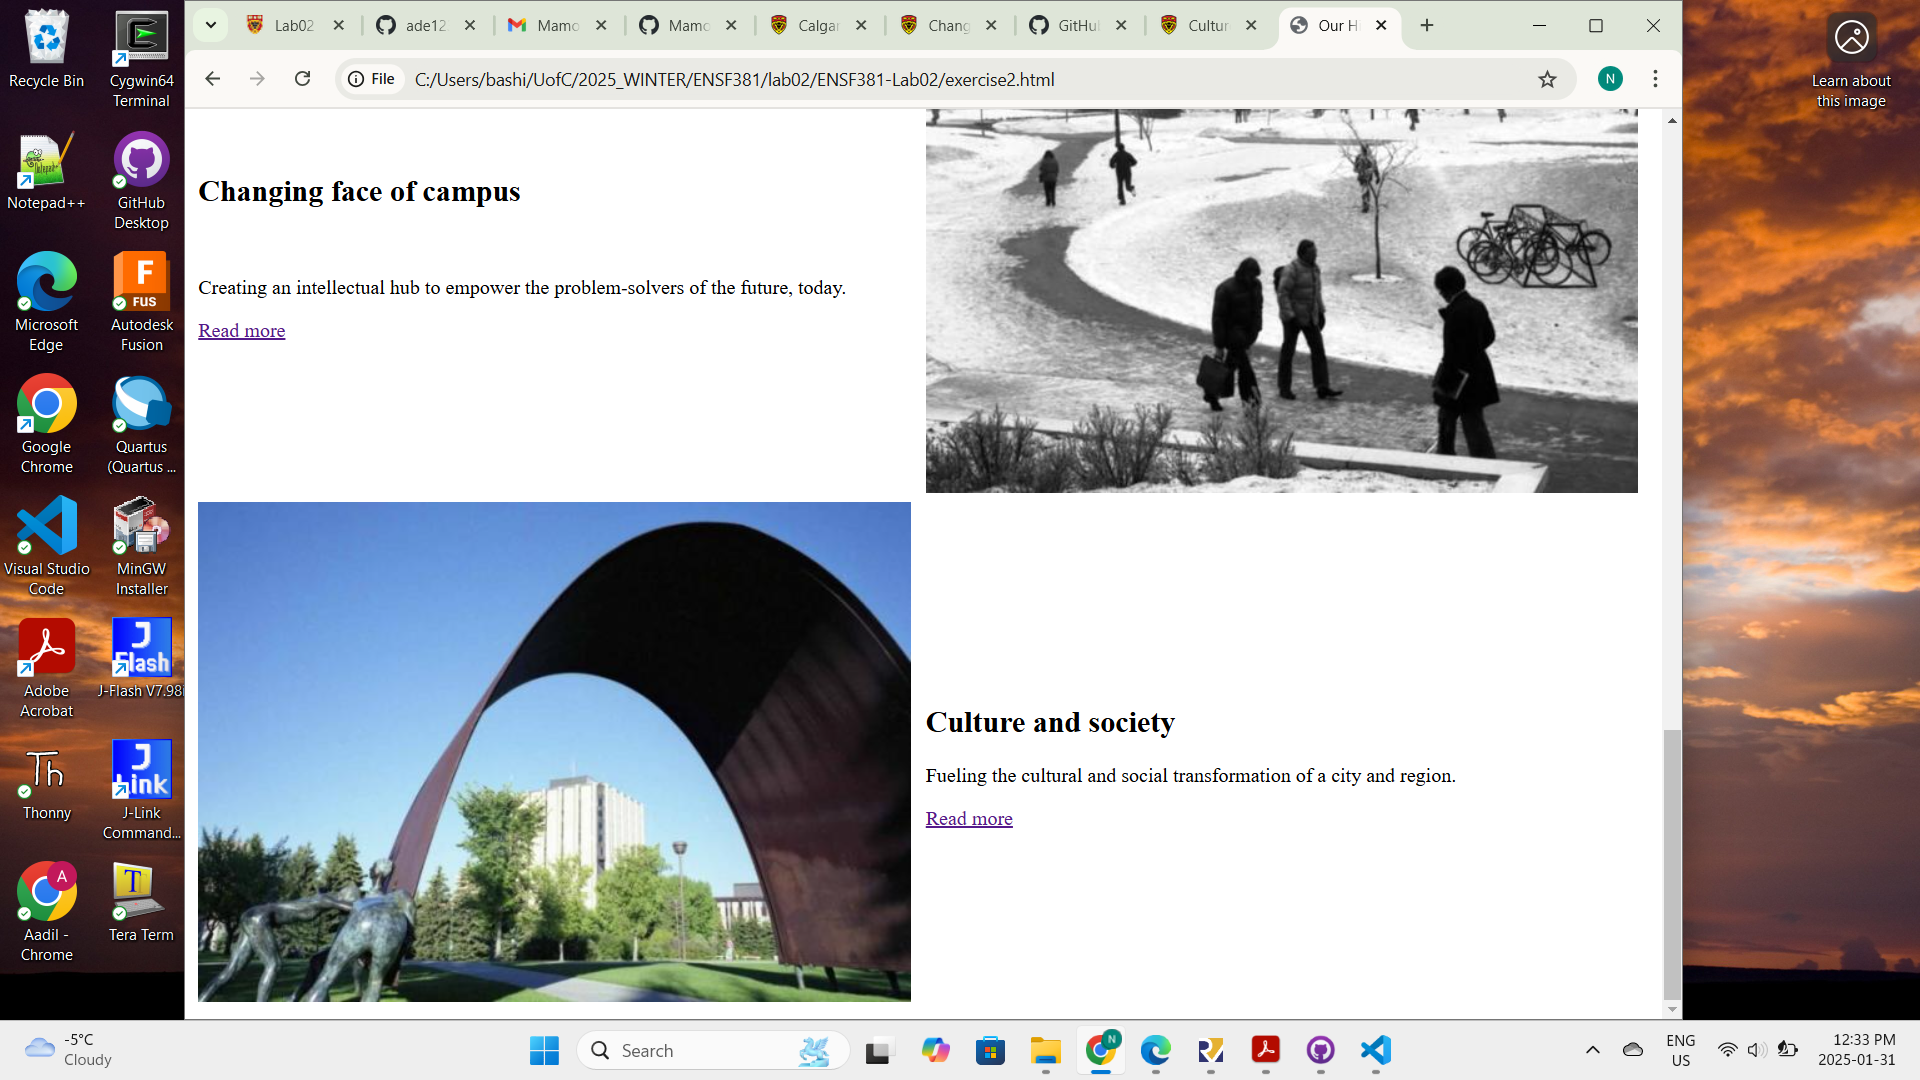 Recycle Bin
Cygwin64
Terminal
Notepad++
GitHub
Desktop
Microsoft
Edge
Autodesk
Fusion
F
FUS
Google
Chrome
Quartus
(Quartus ...
Visual Studio
Code
MinGW
Installer
Adobe
Acrobat
J
Flash
J-Flash V7.98i
Th
Thonny
J
Link
J-Link
Command...
A
Aadil -
Chrome
T
Tera Term
Lab02
ade12
Mamo
Mamo
Calgar
Chang
GitHu
Cultur
Our H
File
C:/Users/bashi/UofC/2025_WINTER/ENSF381/lab02/ENSF381-Lab02/exercise2.html
N
Changing face of campus
Creating an intellectual hub to empower the problem-solvers of the future, today.
Read more
Culture and society
Fueling the cultural and social transformation of a city and region.
Read more
Learn about
this image
-5°C
Cloudy
Search
N
ENG
US
12:33 PM
2025-01-31